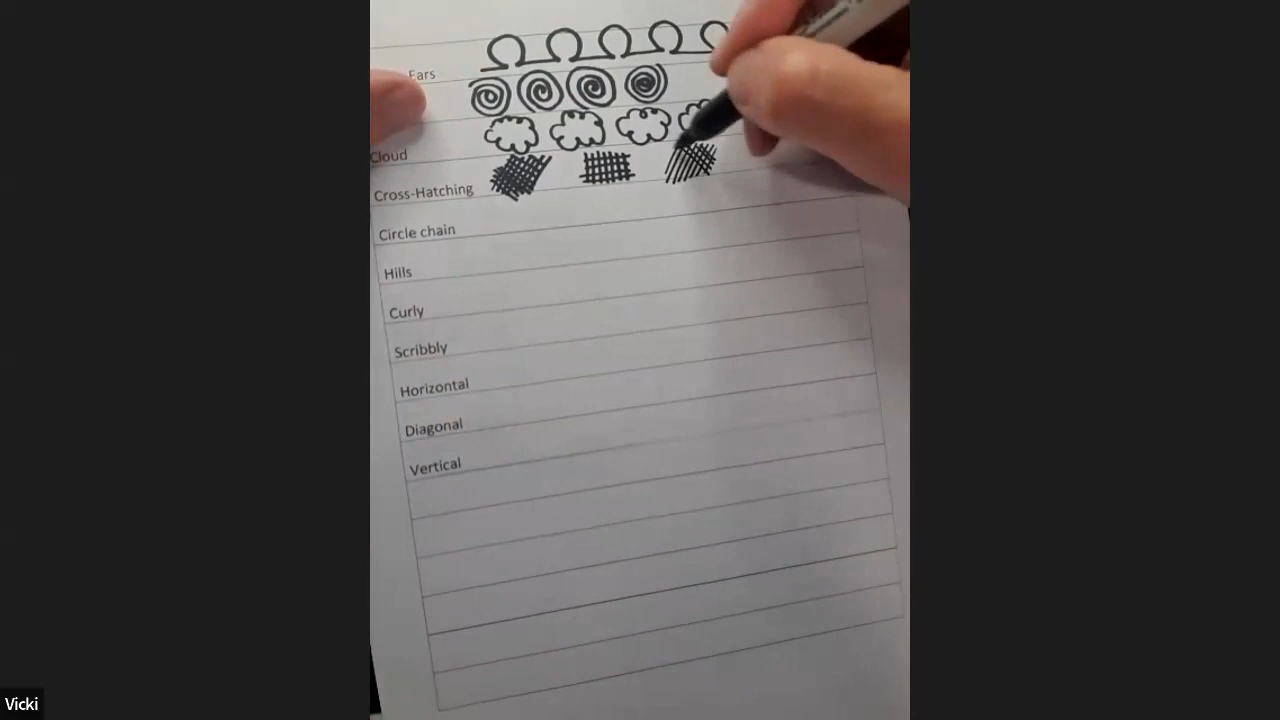 Ears
Cloud
Cross-Hatching
Circle chain
Hills
Curly
Scribbly
Horizontal
Diagonal
Vertical
Vicki